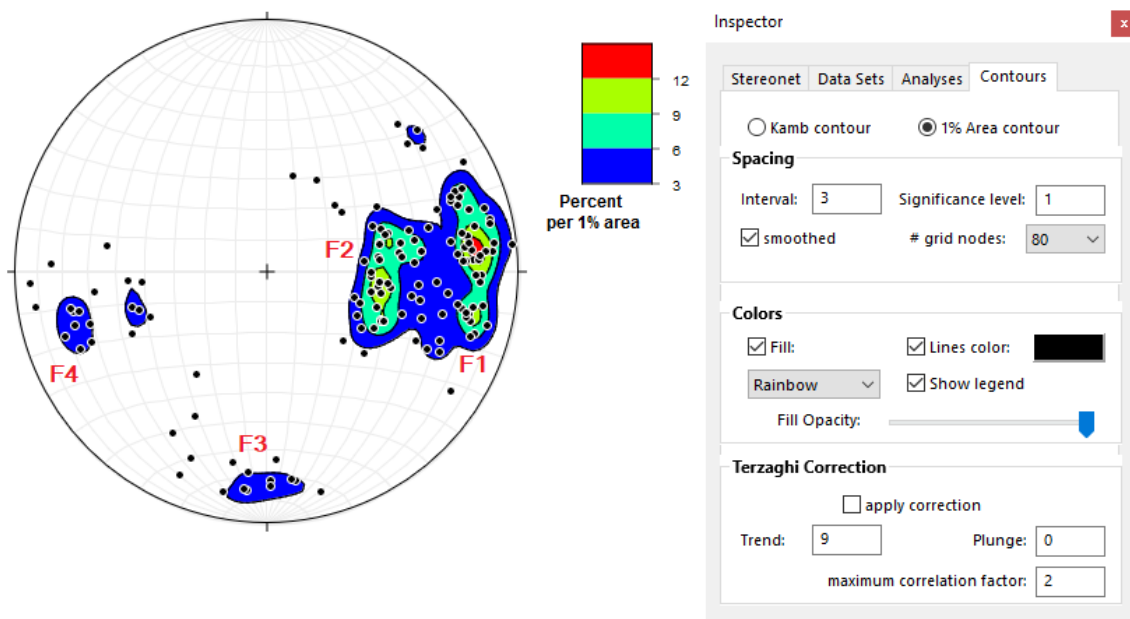 F2
F1
F4
F3
12
9
6
3
Percent
per 1% area
Inspector
x
Stereonet
Data Sets
Analyses
Contours
Kamb contour
1% Area contour
Spacing
Interval: 3
Significance level: 1
smoothed
# grid nodes: 80
Colors
Fill:
Lines color:
Rainbow
Show legend
Fill Opacity:
Terzaghi Correction
apply correction
Trend: 9
Plunge: 0
maximum correlation factor: 2